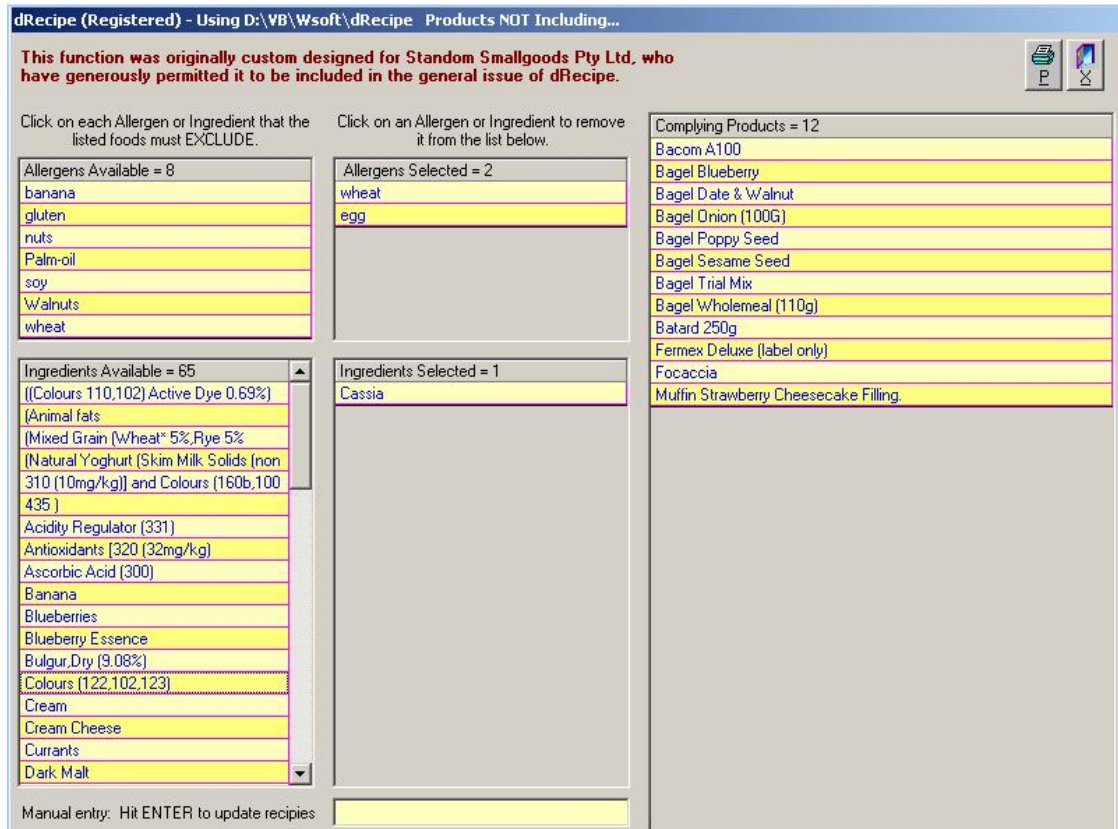 dRecipe (Registered) - Using D:\VB\Wsoft\dRecipe Products NOT Including...
This function was originally custom designed for Standom Smallgoods Pty Ltd, who
have generously permitted it to be included in the general issue of dRecipe.
P
X
Click on each Allergen or Ingredient that the
listed foods must EXCLUDE.
Allergens Available = 8
banana
gluten
nuts
Palm-oil
soy
Walnuts
wheat
Ingredients Available = 65
((Colours 110,102) Active Dye 0.69%)
(Animal fats
(Mixed Grain (Wheat* 5%,Rye 5%
(Natural Yoghurt (Skim Milk Solids (non
310 (10mg/kg)] and Colours (160b,100
435 )
Acidity Regulator (331)
Antioxidants [320 (32mg/kg)
Ascorbic Acid (300)
Banana
Blueberries
Blueberry Essence
Bulgur,Dry (9.08%)
Colours (122,102,123)
Cream
Cream Cheese
Currants
Dark Malt
Manual entry: Hit ENTER to update recipies
Click on an Allergen or Ingredient to remove
it from the list below.
Allergens Selected = 2
wheat
egg
Ingredients Selected = 1
Cassia
Complying Products = 12
Bacom A100
Bagel Blueberry
Bagel Date & Walnut
Bagel Onion (100G)
Bagel Poppy Seed
Bagel Sesame Seed
Bagel Trial Mix
Bagel Wholemeal (110g)
Batard 250g
Fermex Deluxe (label only)
Focaccia
Muffin Strawberry Cheesecake Filling.